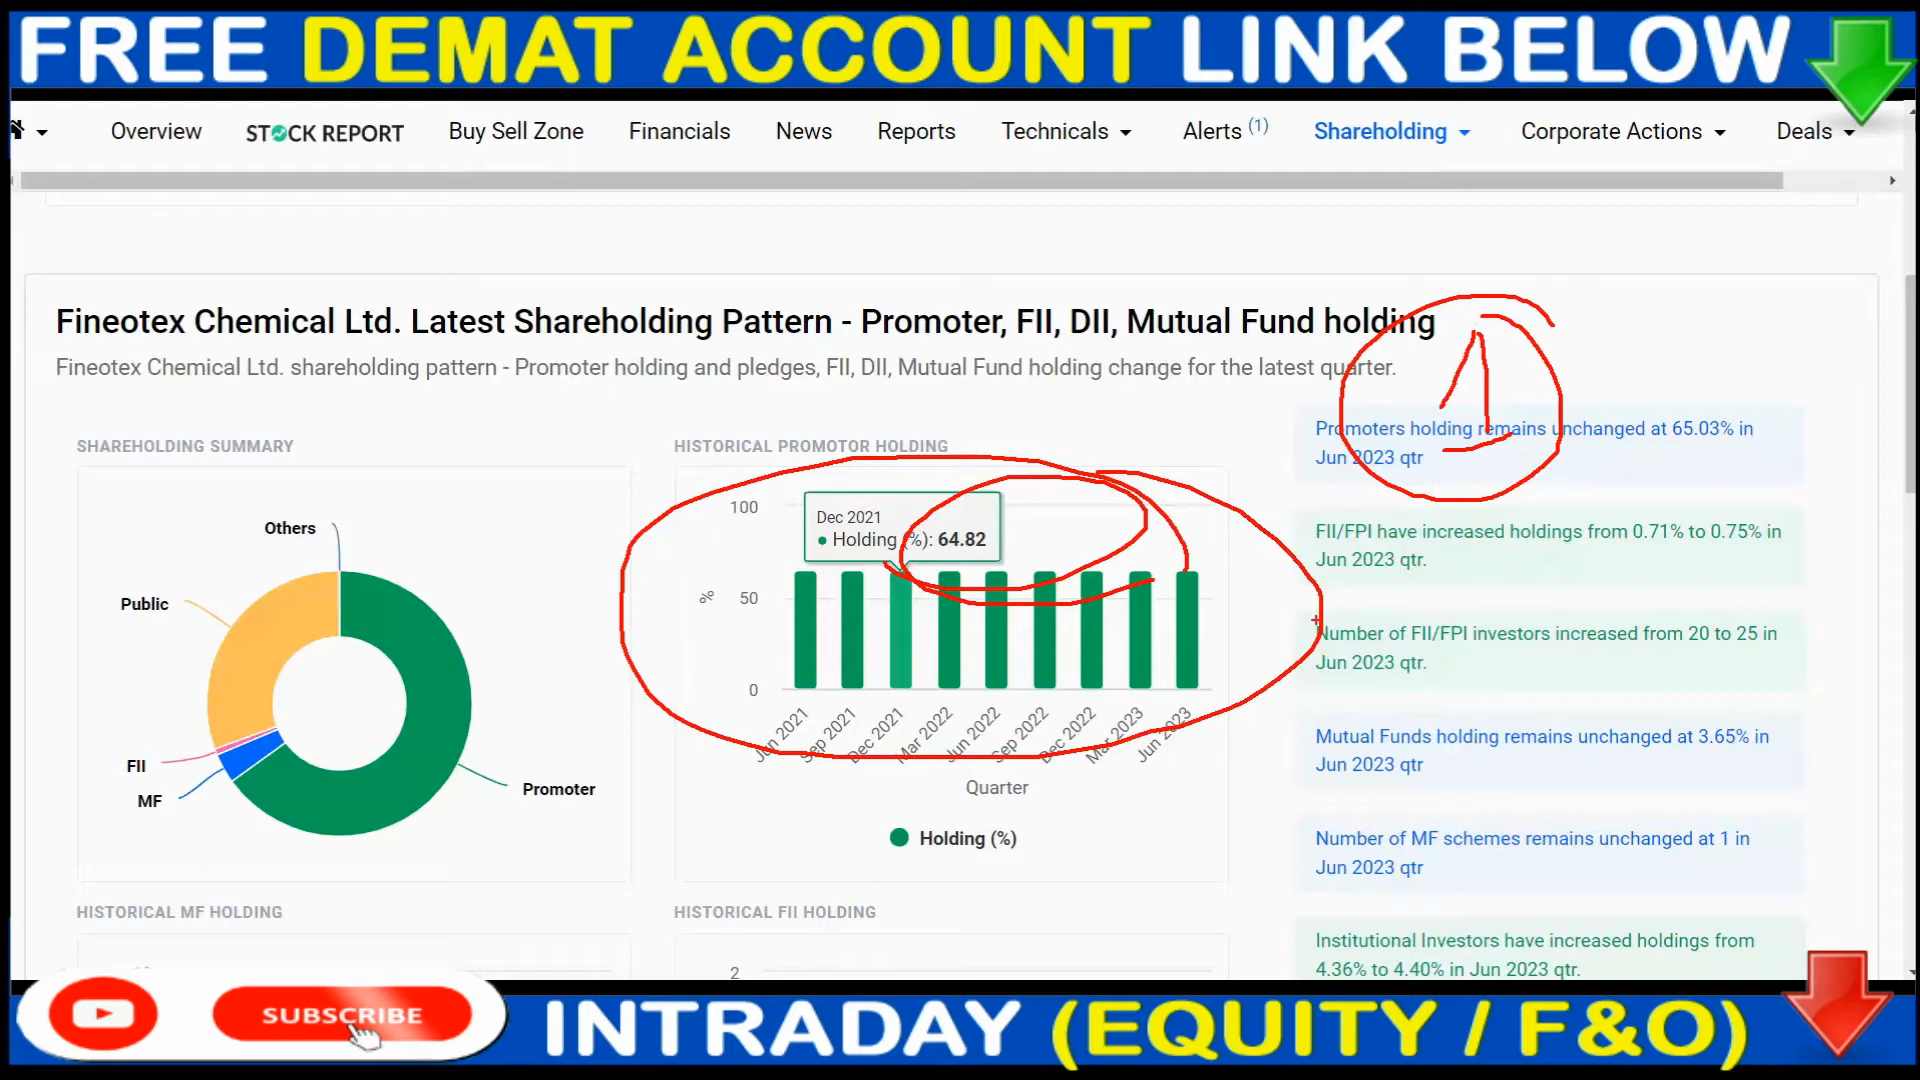 FREE DEMAT ACCOUNT LINK BELOW
Overview STOCK REPORT Buy Sell Zone Financials News Reports Technicals Alerts (1) Shareholding Corporate Actions Deals
Fineotex Chemical Ltd. Latest Shareholding Pattern - Promoter, FII, DII, Mutual Fund holding
Fineotex Chemical Ltd. shareholding pattern - Promoter holding and pledges, FII, DII, Mutual Fund holding change for the latest quarter.
1
SHAREHOLDING SUMMARY
Others
Public
FII
MF
Promoter
HISTORICAL PROMOTOR HOLDING
100
50
0
%
Dec 2021
Holding (%): 64.82
Jun 2021
Sep 2021
Dec 2021
Mar 2022
Jun 2022
Sep 2022
Dec 2022
Mar 2023
Jun 2023
Quarter
Holding (%)
Promoters holding remains unchanged at 65.03% in
Jun 2023 qtr
FII/FPI have increased holdings from 0.71% to 0.75% in
Jun 2023 qtr.
Number of FII/FPI investors increased from 20 to 25 in
Jun 2023 qtr.
Mutual Funds holding remains unchanged at 3.65% in
Jun 2023 qtr
Number of MF schemes remains unchanged at 1 in
Jun 2023 qtr
Institutional Investors have increased holdings from
4.36% to 4.40% in Jun 2023 qtr.
HISTORICAL MF HOLDING
HISTORICAL FII HOLDING
2
SUBSCRIBE
INTRADAY (EQUITY / F&O)